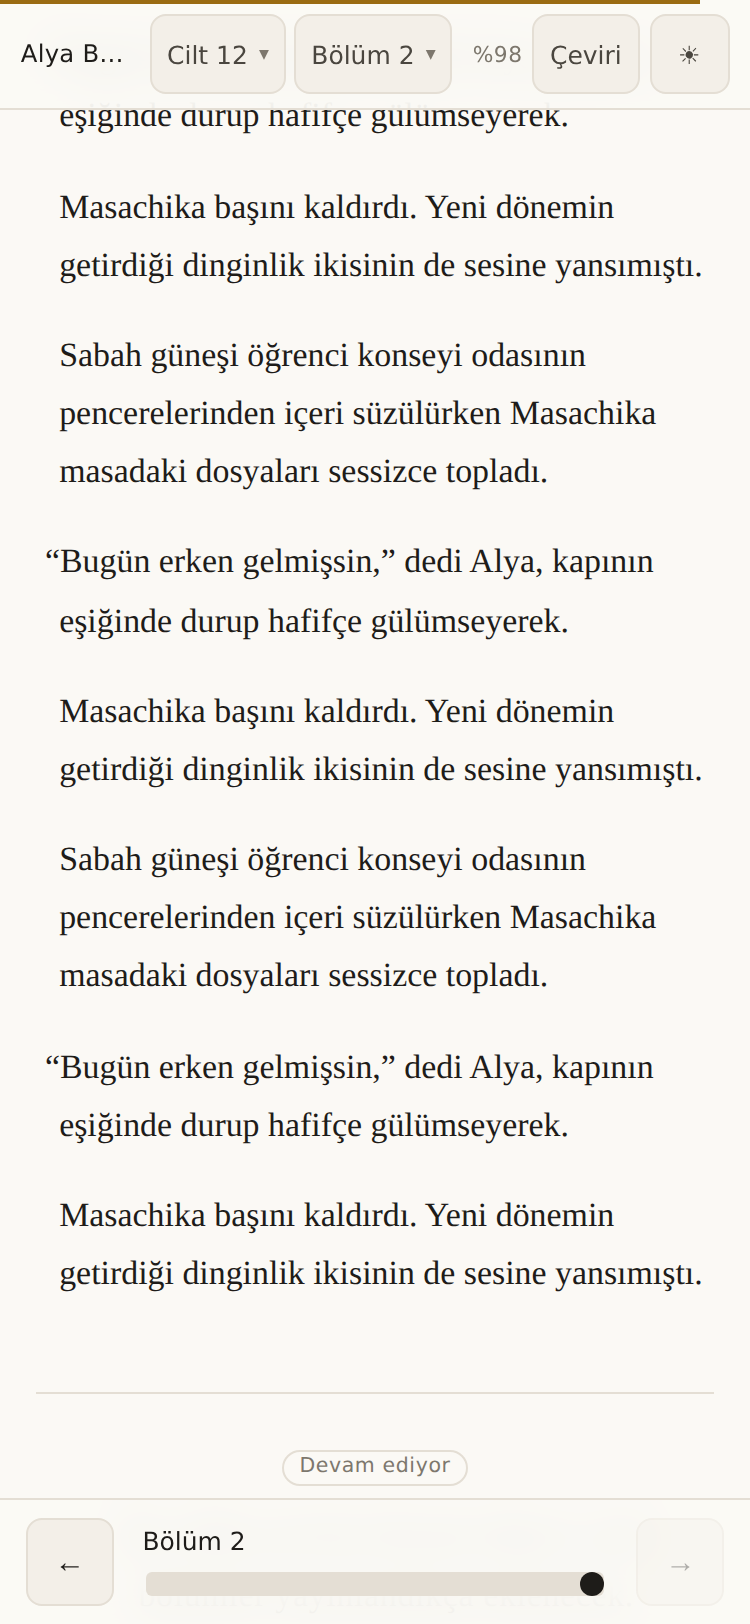 Alya B... Cilt 12 ▼ Bölüm 2 ▼ %98 Çeviri ☀
eşiğinde durup hafifçe gülümseyerek.
Masachika başını kaldırdı. Yeni dönemin
getirdiği dinginlik ikisinin de sesine yansımıştı.
Sabah güneşi öğrenci konseyi odasının
pencerelerinden içeri süzülürken Masachika
masadaki dosyaları sessizce topladı.
“Bugün erken gelmişsin,” dedi Alya, kapının
eşiğinde durup hafifçe gülümseyerek.
Masachika başını kaldırdı. Yeni dönemin
getirdiği dinginlik ikisinin de sesine yansımıştı.
Sabah güneşi öğrenci konseyi odasının
pencerelerinden içeri süzülürken Masachika
masadaki dosyaları sessizce topladı.
“Bugün erken gelmişsin,” dedi Alya, kapının
eşiğinde durup hafifçe gülümseyerek.
Masachika başını kaldırdı. Yeni dönemin
getirdiği dinginlik ikisinin de sesine yansımıştı.
Devam ediyor
← Bölüm 2 →